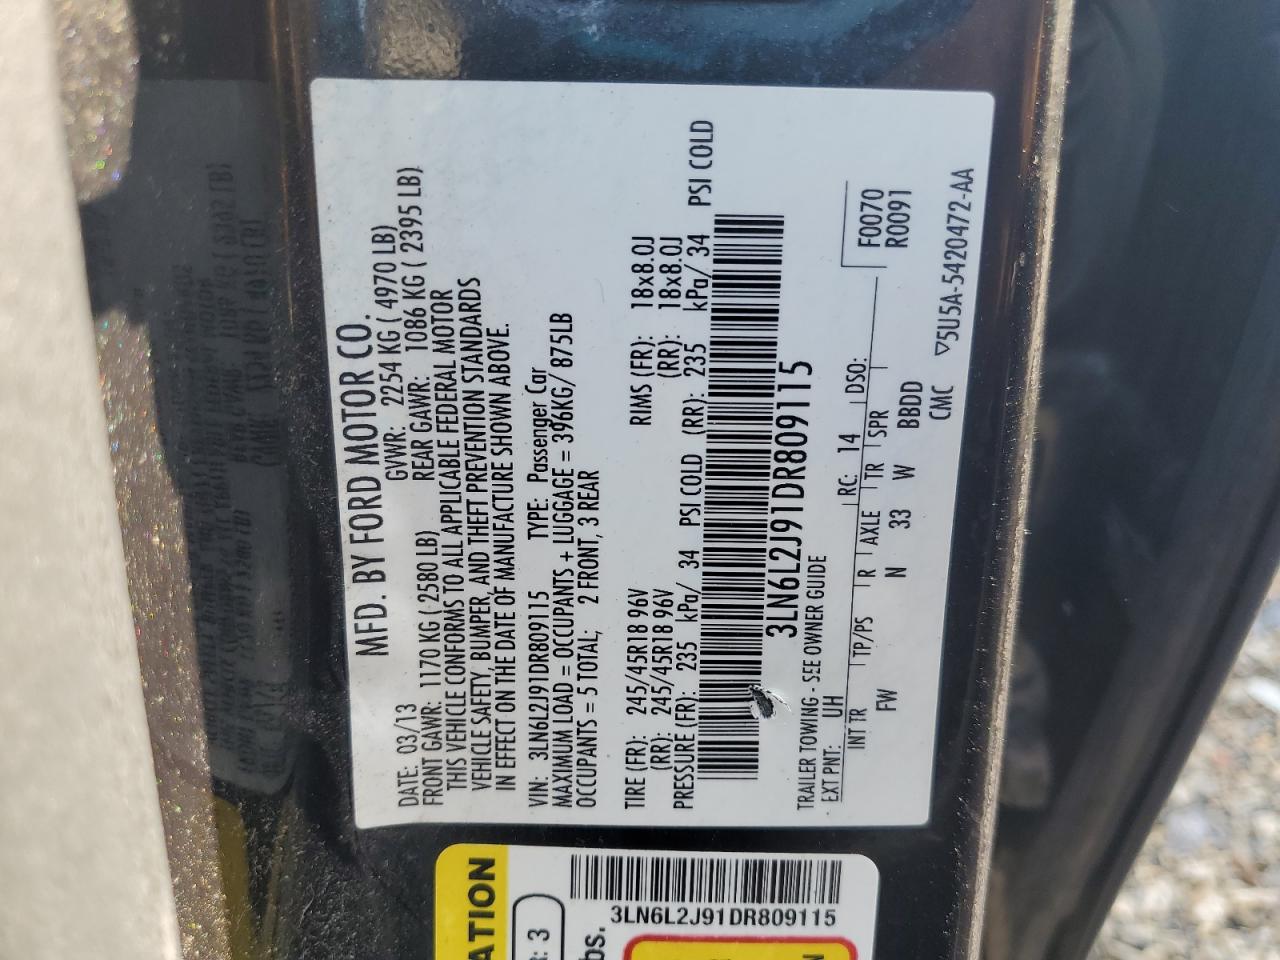 MFD. BY FORD MOTOR CO.
DATE: 03/13 GVWR: 2254 KG ( 4970 LB)
FRONT GAWR: 1170 KG ( 2580 LB) REAR GAWR: 1086 KG ( 2395 LB)
THIS VEHICLE CONFORMS TO ALL APPLICABLE FEDERAL MOTOR
VEHICLE SAFETY, BUMPER, AND THEFT PREVENTION STANDARDS
IN EFFECT ON THE DATE OF MANUFACTURE SHOWN ABOVE.
VIN: 3LN6L2J91DR809115 TYPE: Passenger Car
MAXIMUM LOAD = OCCUPANTS + LUGGAGE = 396KG/ 875LB
OCCUPANTS = 5 TOTAL; 2 FRONT, 3 REAR
TIRE (FR): 245/45R18 96V RIMS (FR): 18x8.0J
(RR): 245/45R18 96V (RR): 18x8.0J
PRESSURE (FR): 235 kPa/ 34 PSI COLD (RR): 235 kPa/ 34 PSI COLD
3LN6L2J91DR809115
TRAILER TOWING - SEE OWNER GUIDE
EXT PNT: UH RC: 14 DSO: F0070
R0091
INT TR TP/PS R AXLE TR SPR
FW N 33 W BBDD
CMC ▽5U5A-5420472-AA
ATION
R: 3
3LN6L2J91DR809115
bs.